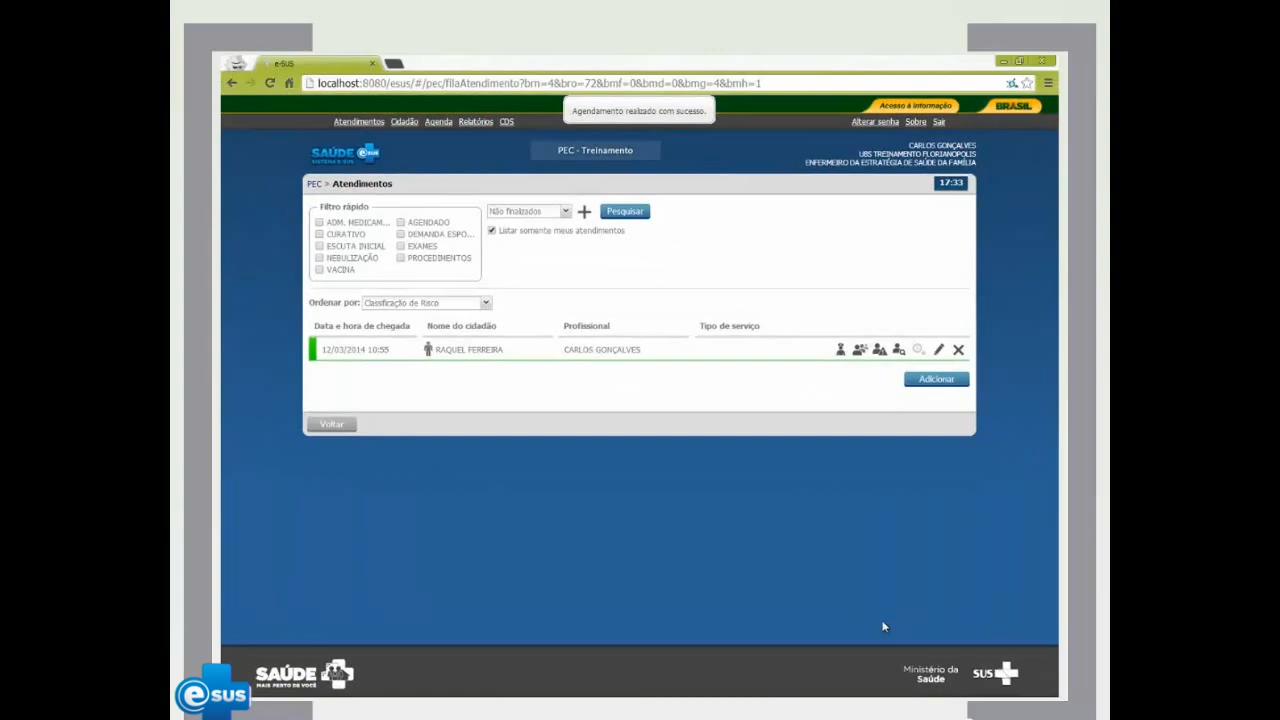 e-SUS
localhost:8080/esus/#/pec/filaAtendimento?brn=4&bro=72&bmf=0&bmd=0&bmg=4&bmh=1
Agendamento realizado com sucesso.
Acesso à informação
BRASIL
Atendimentos Cidadão Agenda Relatórios CDS
Alterar senha Sobre Sair
SAÚDE e-SUS
SISTEMA E-SUS
PEC - Treinamento
CARLOS GONÇALVES
UBS TREINAMENTO FLORIANÓPOLIS
ENFERMEIRO DA ESTRATÉGIA DE SAÚDE DA FAMÍLIA
PEC > Atendimentos
17:33
Filtro rápido
ADM. MEDICAM... AGENDADO
CURATIVO DEMANDA ESPO...
ESCUTA INICIAL EXAMES
NEBULIZAÇÃO PROCEDIMENTOS
VACINA
Não finalizados
Pesquisar
Listar somente meus atendimentos
Ordenar por: Classificação de Risco
Data e hora de chegada Nome do cidadão Profissional Tipo de serviço
12/03/2014 10:55 RAQUEL FERREIRA CARLOS GONÇALVES
Adicionar
Voltar
SAÚDE
MAIS PERTO DE VOCÊ
Ministério da
Saúde
SUS
e-SUS